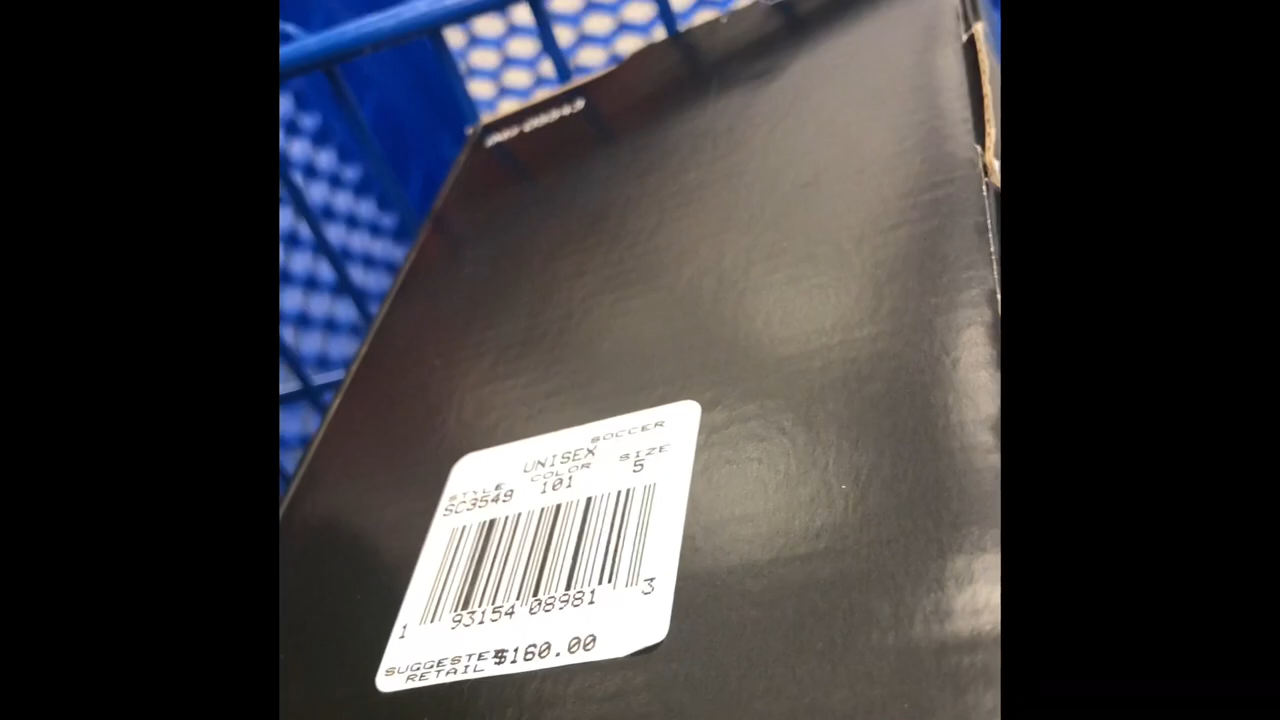 SOCCER
UNISEX
STYLE COLOR SIZE
SC3549 101 5
1 93154 08981 3
SUGGESTED $160.00
RETAIL